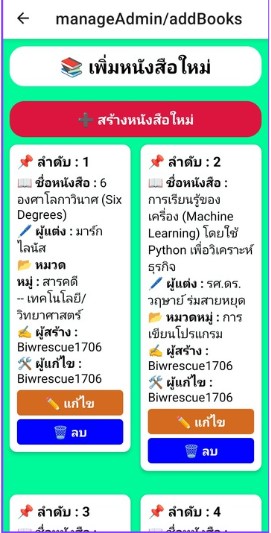 manageAdmin/addBooks
📚 เพิ่มหนังสือใหม่
➕ สร้างหนังสือใหม่
📌 ลำดับ : 1
📖 ชื่อหนังสือ : 6
องศาโลกาวินาศ (Six
Degrees)
🖊️ ผู้แต่ง : มาร์ก
ไลนัส
📂 หมวด
หมู่ : สารคดี
-- เทคโนโลยี/
วิทยาศาสตร์
✍️ ผู้สร้าง :
Biwrescue1706
🛠️ ผู้แก้ไข :
Biwrescue1706
✏️ แก้ไข
🗑️ ลบ
📌 ลำดับ : 2
📖 ชื่อหนังสือ :
การเรียนรู้ของ
เครื่อง (Machine
Learning) โดยใช้
Python เพื่อวิเคราะห์
ธุรกิจ
🖊️ ผู้แต่ง : รศ.ดร.
วฤษาย์ ร่มสายหยุด
📂 หมวดหมู่ : การ
เขียนโปรแกรม
✍️ ผู้สร้าง :
Biwrescue1706
🛠️ ผู้แก้ไข :
Biwrescue1706
✏️ แก้ไข
🗑️ ลบ
📌 ลำดับ : 3
📌 ลำดับ : 4